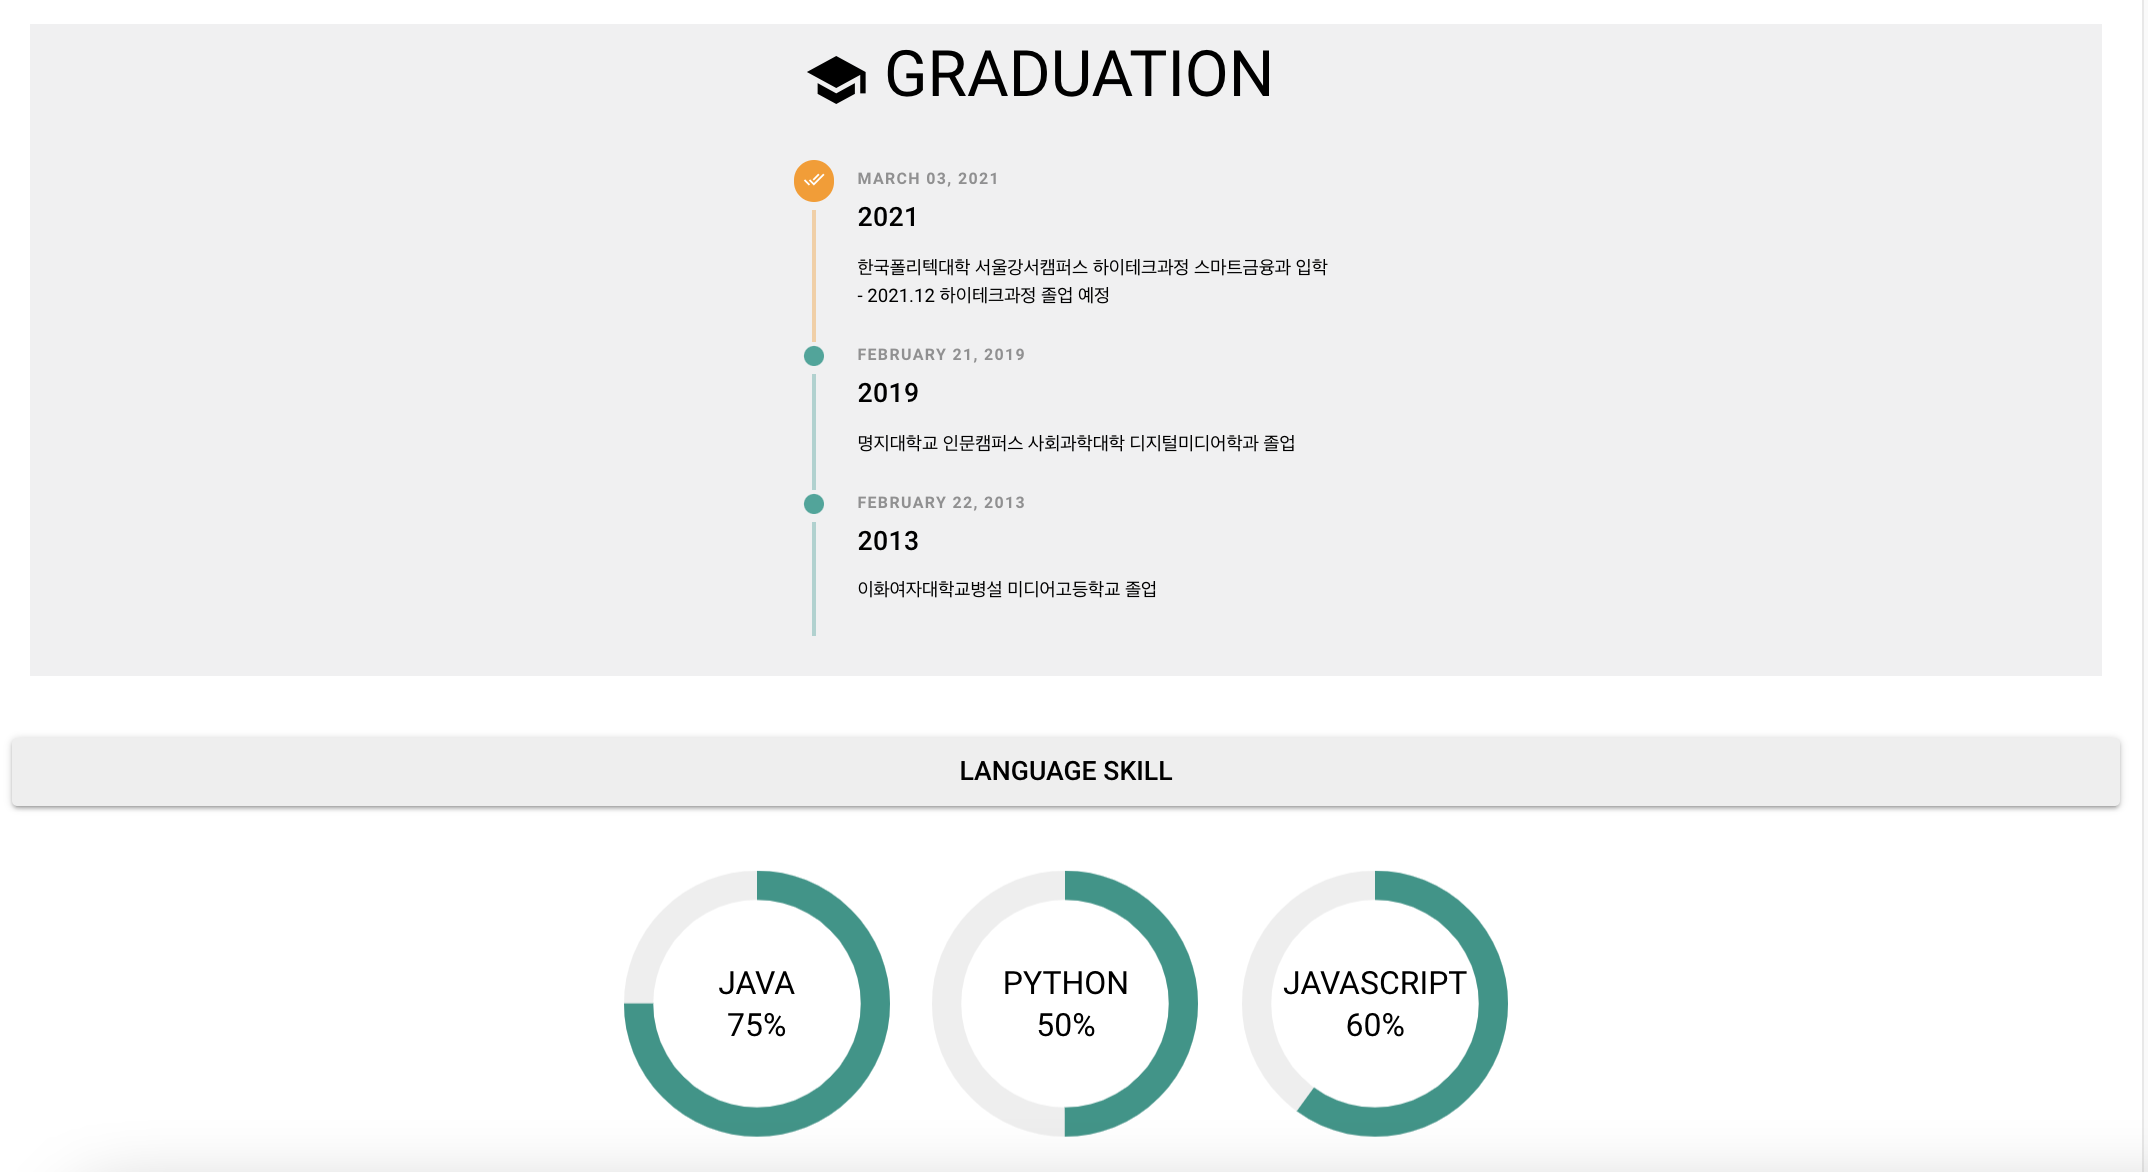 GRADUATION
MARCH 03, 2021
2021
한국폴리텍대학 서울강서캠퍼스 하이테크과정 스마트금융과 입학
- 2021.12 하이테크과정 졸업 예정
FEBRUARY 21, 2019
2019
명지대학교 인문캠퍼스 사회과학대학 디지털미디어학과 졸업
FEBRUARY 22, 2013
2013
이화여자대학교병설 미디어고등학교 졸업
LANGUAGE SKILL
JAVA
75%
PYTHON
50%
JAVASCRIPT
60%